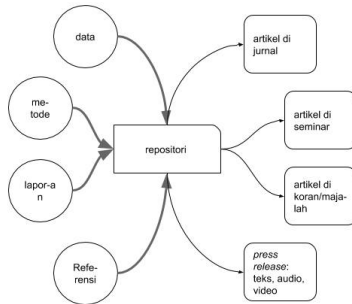 data
artikel di
jurnal
me-
tode
artikel di
seminar
repositori
lapor-a
n
artikel di
koran/maja-
lah
Refe-
rensi
press
release:
teks, audio,
video